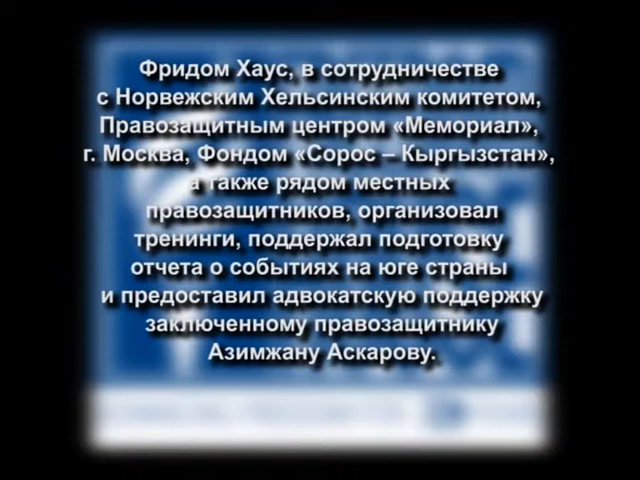 Фридом Хаус, в сотрудничестве
с Норвежским Хельсинским комитетом,
Правозащитным центром «Мемориал»,
г. Москва, Фондом «Сорос – Кыргызстан»,
а также рядом местных
правозащитников, организовал
тренинги, поддержал подготовку
отчета о событиях на юге страны
и предоставил адвокатскую поддержку
заключенному правозащитнику
Азимжану Аскарову.